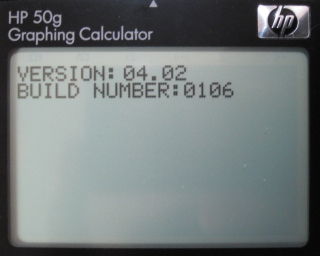 HP 50g
Graphing Calculator
hp
VERSION:04.02
BUILD NUMBER:0106